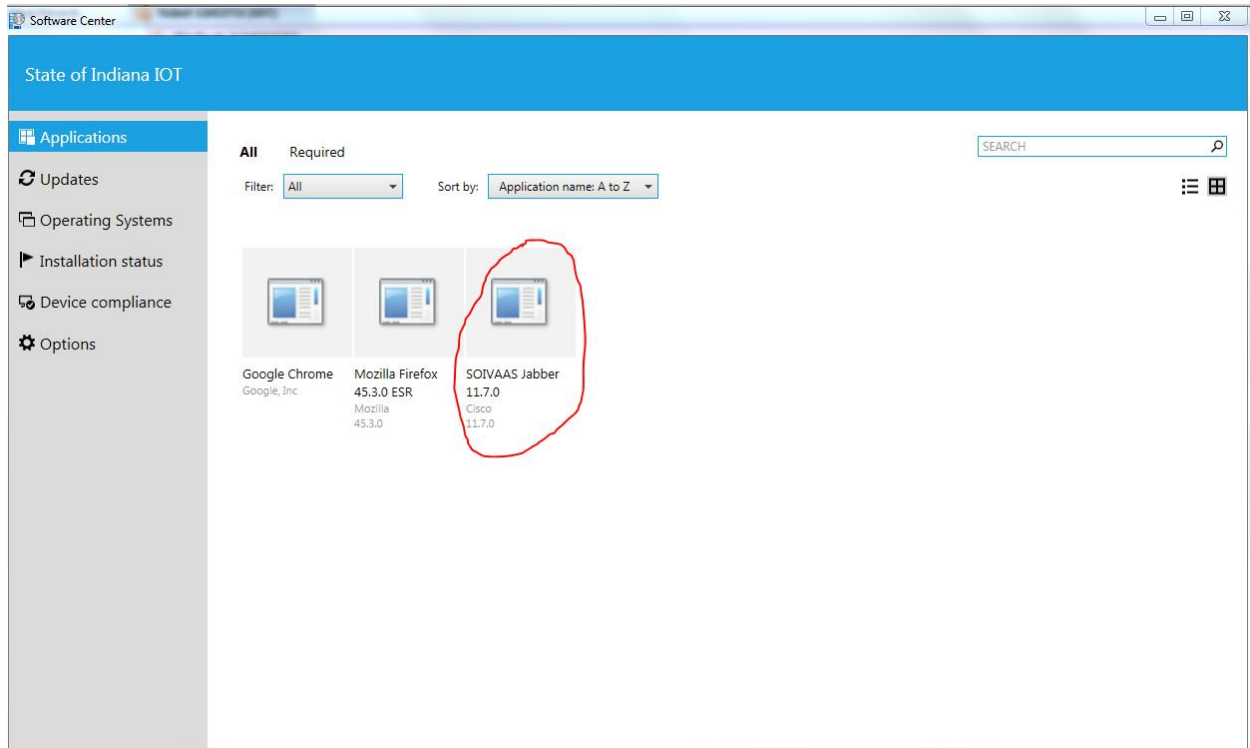 Software Center
State of Indiana IOT
Applications
Updates
Operating Systems
Installation status
Device compliance
Options
All Required
SEARCH
Filter: All Sort by: Application name: A to Z
Google Chrome
Google, Inc
Mozilla Firefox
45.3.0 ESR
Mozilla
45.3.0
SOIVAAS Jabber
11.7.0
Cisco
11.7.0